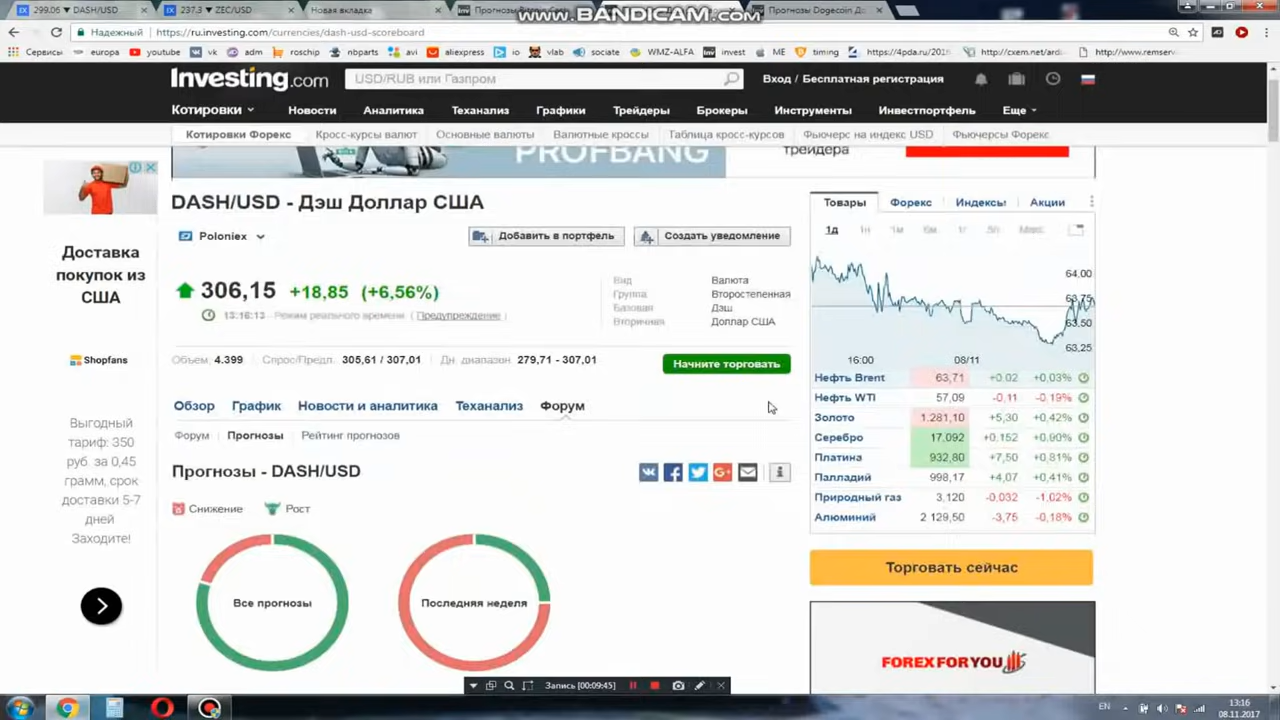 299.06 ▼ DASH/USD
237.3 ▼ ZEC/USD
Новая вкладка
www.BANDICAM.com
Прогнозы Dogecoin До
Надежный
https://ru.investing.com/currencies/dash-usd-scoreboard
Сервисы
europa
youtube
vk
adm
roschip
nbparts
avi
aliexpress
io
vlab
sociate
WMZ-ALFA
invest
ME
timing
http://www.remserv
Investing.com
USD/RUB или Газпром
Вход / Бесплатная регистрация
Котировки
Новости
Аналитика
Теханализ
Графики
Трейдеры
Брокеры
Инструменты
Инвестпортфель
Еще
Котировки Форекс
Кросс-курсы валют
Основные валюты
Валютные кроссы
Таблица кросс-курсов
Фьючерс на индекс USD
Фьючерсы Форекс
PROFBANG
трейдера
DASH/USD - Дэш Доллар США
Poloniex
Добавить в портфель
Создать уведомление
306,15
+18,85
(+6,56%)
13:16:13 - Режим реального времени. ( Предупреждение )
Вид
Валюта
Группа
Второстепенная
Базовая
Дэш
Вторичная
Доллар США
Объем: 4.399
Спрос/Предл.: 305,61 / 307,01
Дн. диапазон: 279,71 - 307,01
Начните торговать
Обзор
График
Новости и аналитика
Теханализ
Форум
Форум
Прогнозы
Рейтинг прогнозов
Прогнозы - DASH/USD
Снижение
Рост
Все прогнозы
Последняя неделя
Доставка
покупок из
США
Shopfans
Выгодный
тариф: 350
руб. за 0,45
грамм, срок
доставки 5-7
дней
Заходите!
Товары
Форекс
Индексы
Акции
1д
1н
1м
6м
1г
5л
Макс.
64,00
63,75
63,50
63,25
16:00
08/11
Нефть Brent 63,71 +0.02 +0,03%
Нефть WTI 57,09 -0,11 -0.19%
Золото 1.281,10 +5,30 +0,42%
Серебро 17,092 +0.152 +0,90%
Платина 932,80 +7,50 +0,81%
Палладий 998,17 +4,07 +0,41%
Природный газ 3,120 -0,032 -1,02%
Алюминий 2 129,50 -3,75 -0,18%
Торговать сейчас
FOREXFORYOU
Запись [00:09:45]
EN
13:16
08.11.2017